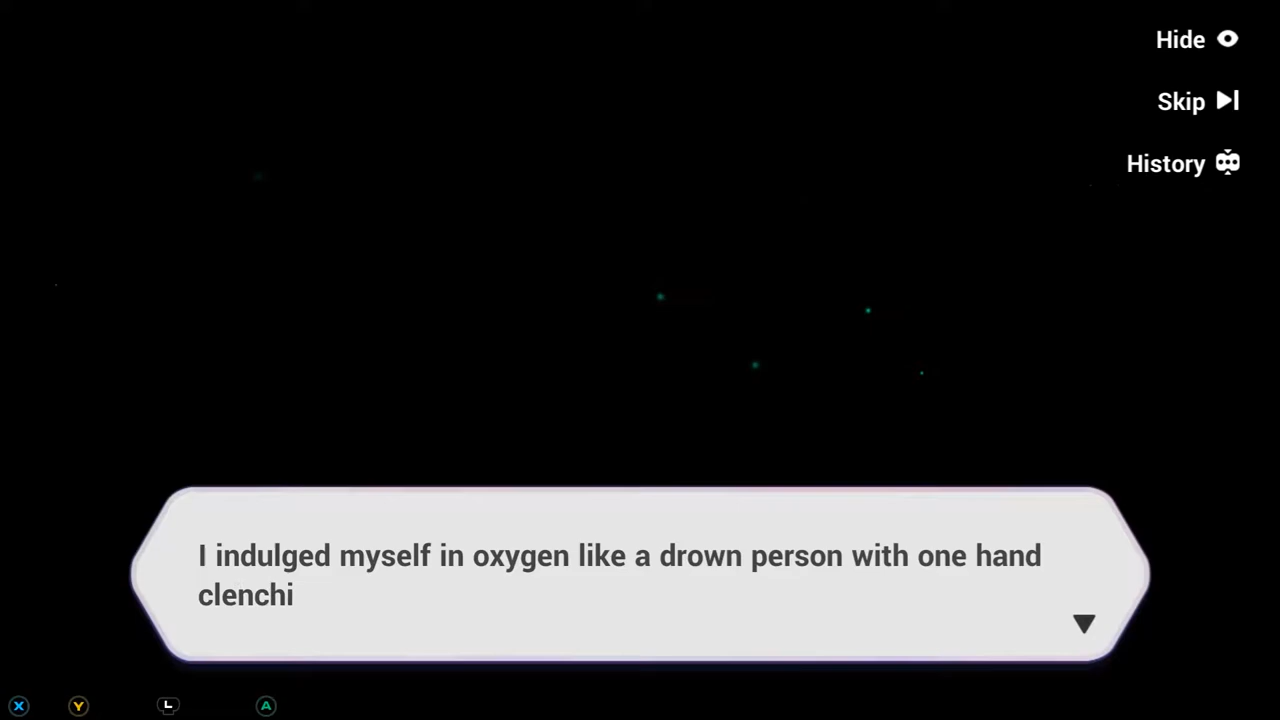 Hide
Skip
History
I indulged myself in oxygen like a drown person with one hand
clenchi
X Y L A